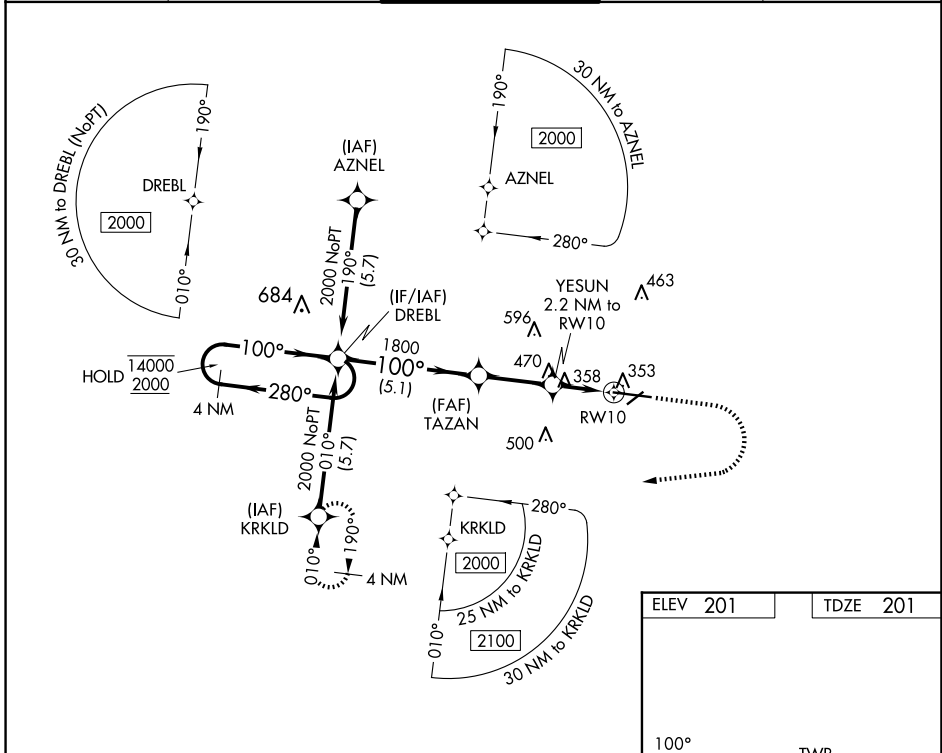 30 NM to DREBL (NoPT)
190°
DREBL
2000
010°
30 NM to AZNEL
190°
2000
AZNEL
280°
(IAF)
AZNEL
2000 NoPT
190°
(5.7)
684
(IF/IAF)
DREBL
YESUN
2.2 NM to
RW10
463
596
HOLD
14000
2000
100°
280°
4 NM
1800
100°
(5.1)
470
358
353
(FAF)
TAZAN
RW10
500
2000 NoPT
010°
(5.7)
(IAF)
KRKLD
010°
190°
4 NM
280°
KRKLD
2000
25 NM to KRKLD
2100
30 NM to KRKLD
010°
ELEV 201
TDZE 201
100°
TWR